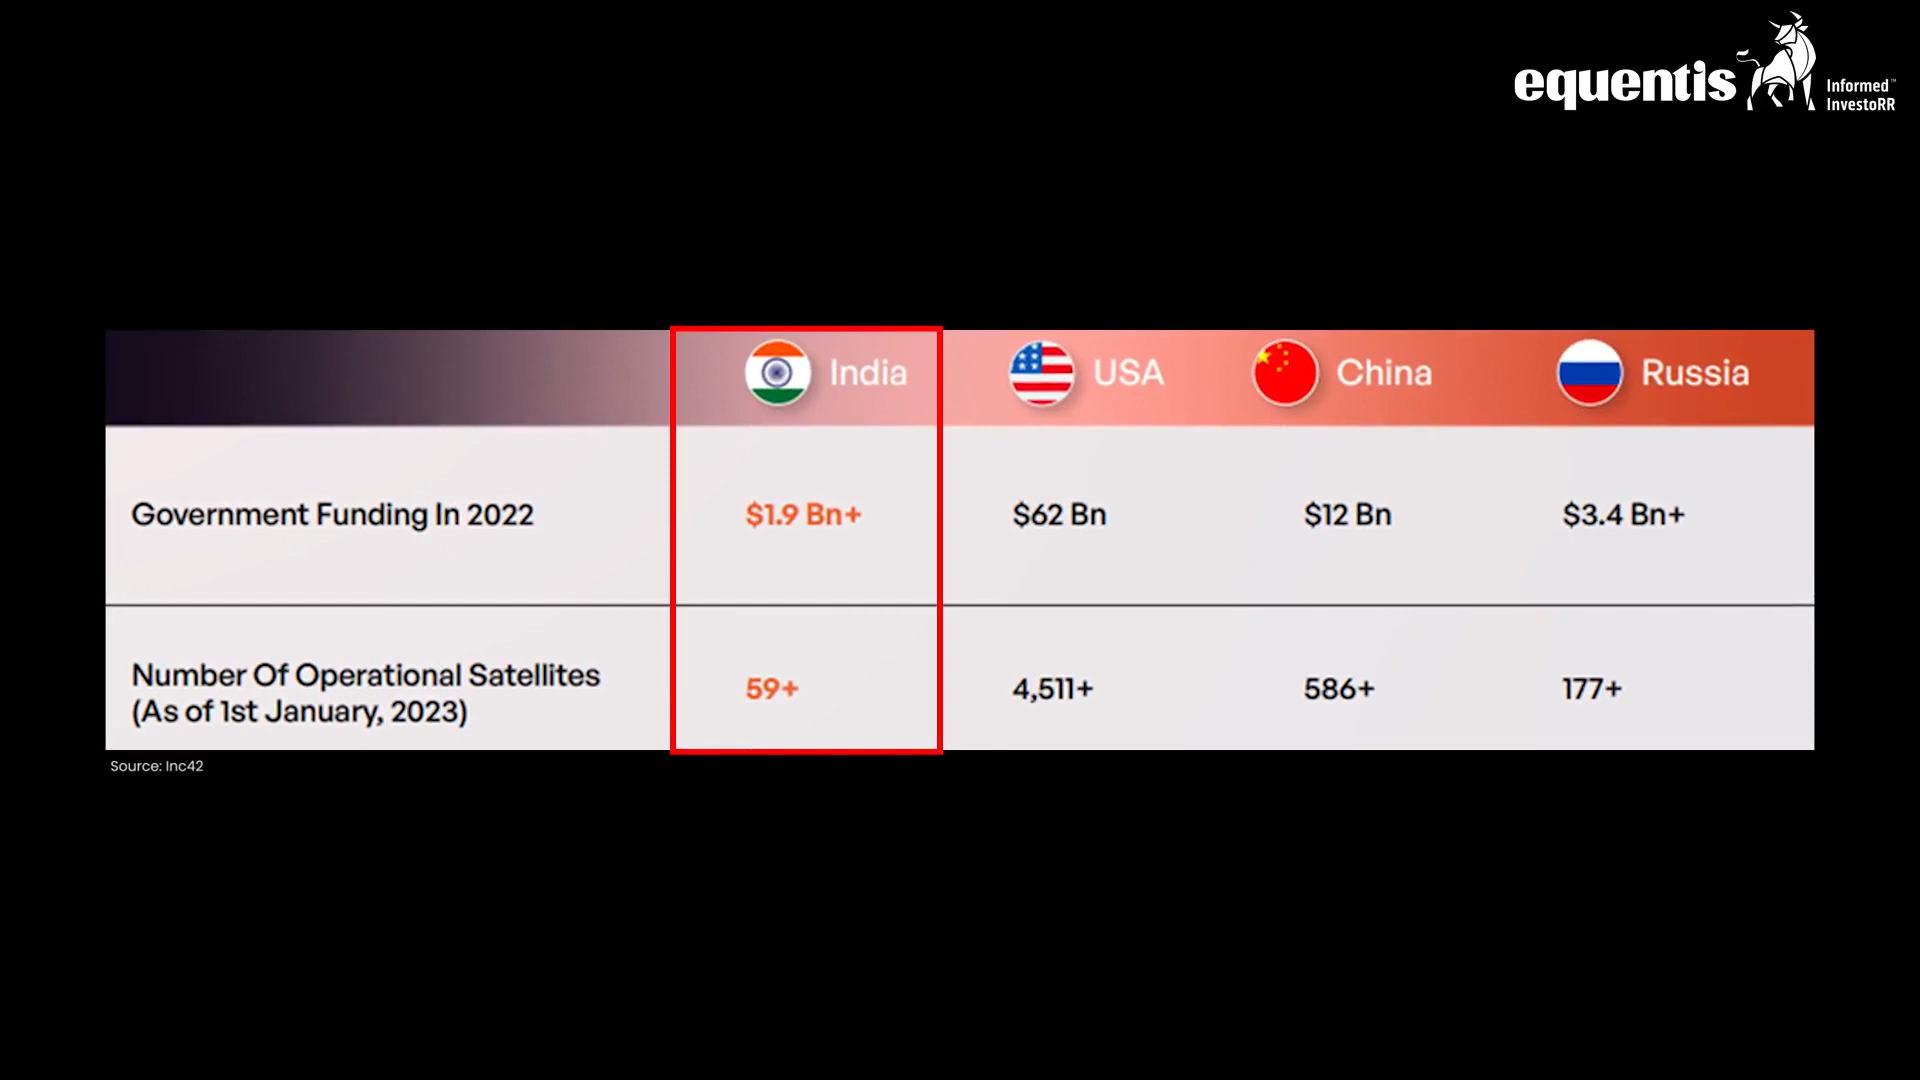 equentis
Informed™
InvestoRR
India USA China Russia
Government Funding In 2022 $1.9 Bn+ $62 Bn $12 Bn $3.4 Bn+
Number Of Operational Satellites
(As of 1st January, 2023) 59+ 4,511+ 586+ 177+
Source: Inc42